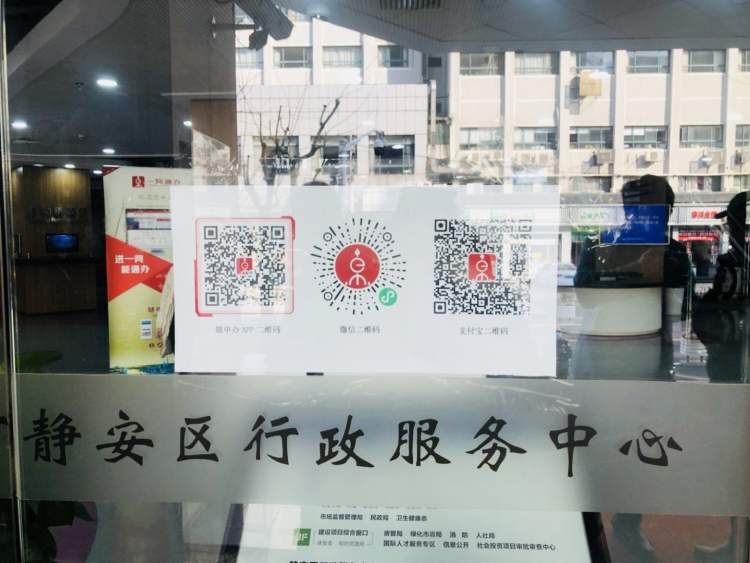 一网通办
进一网
能通办
随申办APP二维码
微信二维码
支付宝二维码
静安区行政服务中心
市场监督管理局 民政局 卫生健康委
建设项目综合窗口
房管局 绿化市容局 消防 人社局
国际人才服务专区 信息公开 社会投资项目审批审查中心